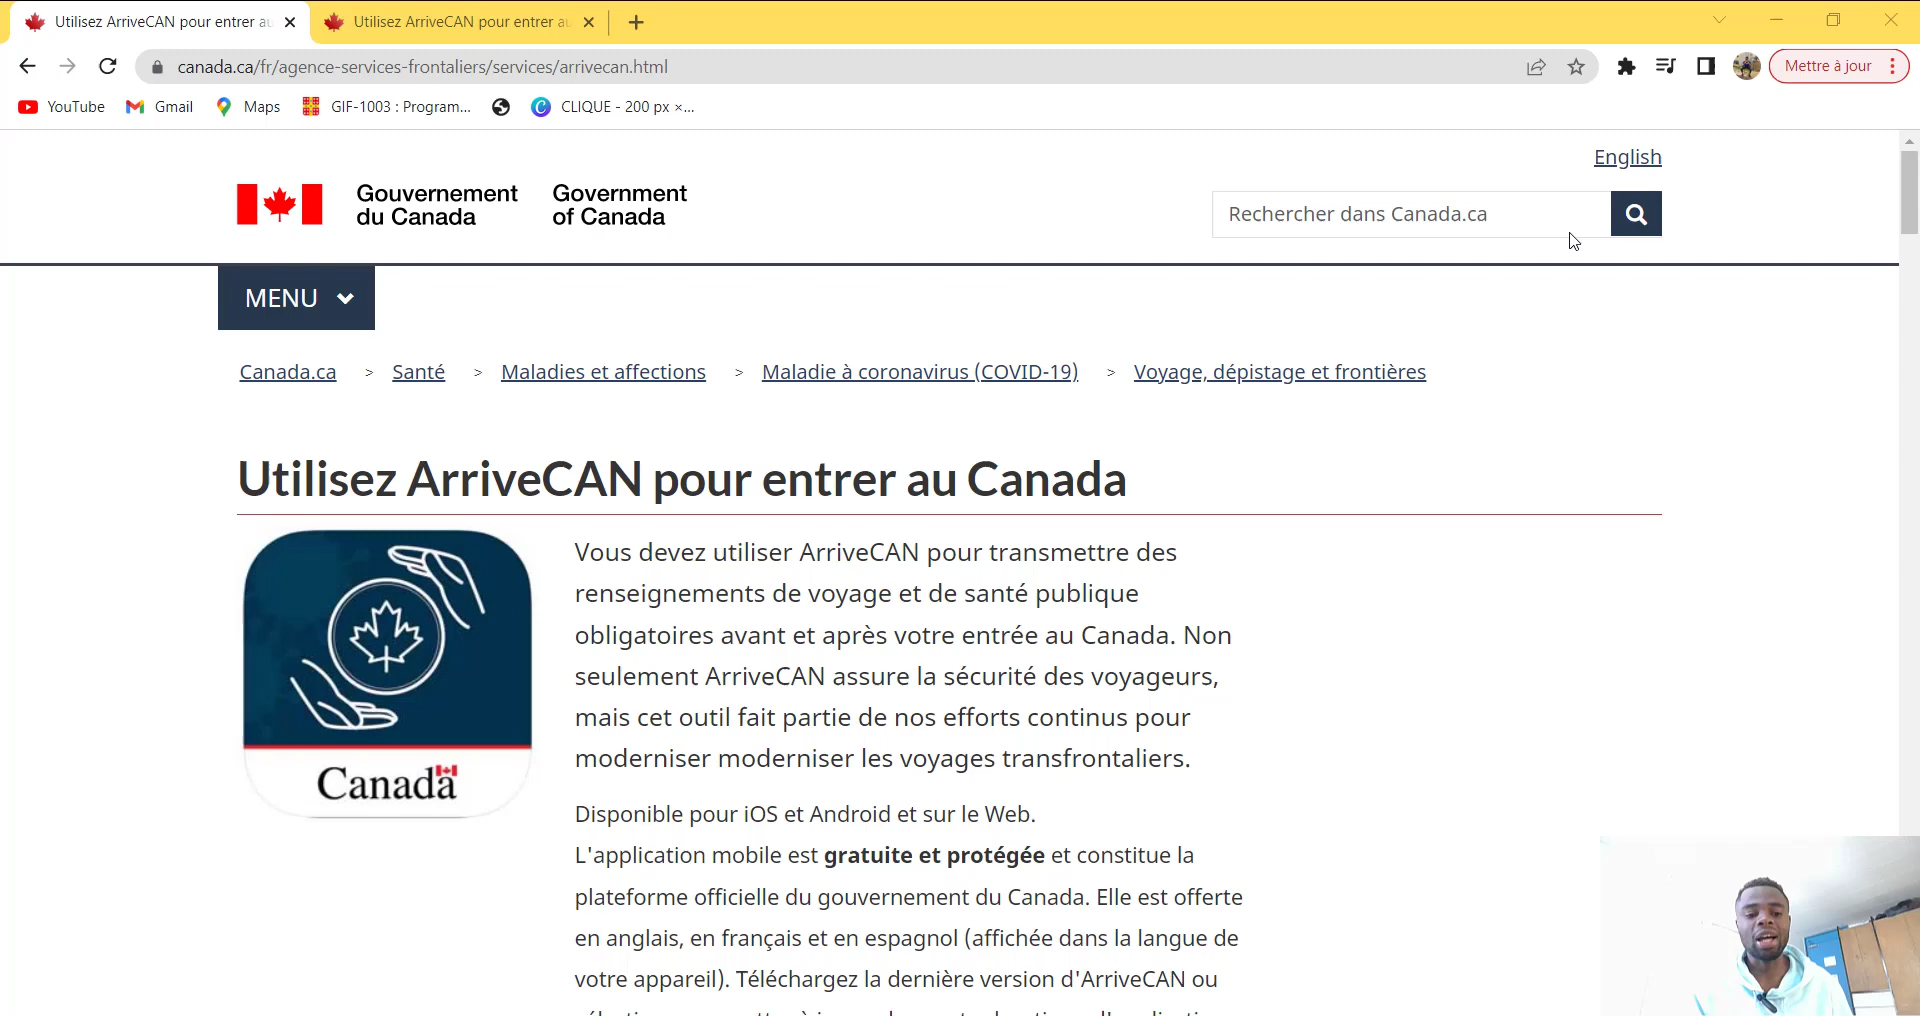 Utilisez ArriveCAN pour entrer au
Utilisez ArriveCAN pour entrer au
canada.ca/fr/agence-services-frontaliers/services/arrivecan.html
Mettre à jour
YouTube
Gmail
Maps
GIF-1003 : Program...
CLIQUE - 200 px ×...
English
Gouvernement du Canada
Government of Canada
Rechercher dans Canada.ca
MENU
Canada.ca > Santé > Maladies et affections > Maladie à coronavirus (COVID-19) > Voyage, dépistage et frontières
Utilisez ArriveCAN pour entrer au Canada
Canada
Vous devez utiliser ArriveCAN pour transmettre des
renseignements de voyage et de santé publique
obligatoires avant et après votre entrée au Canada. Non
seulement ArriveCAN assure la sécurité des voyageurs,
mais cet outil fait partie de nos efforts continus pour
moderniser moderniser les voyages transfrontaliers.
Disponible pour iOS et Android et sur le Web.
L'application mobile est gratuite et protégée et constitue la
plateforme officielle du gouvernement du Canada. Elle est offerte
en anglais, en français et en espagnol (affichée dans la langue de
votre appareil). Téléchargez la dernière version d'ArriveCAN ou